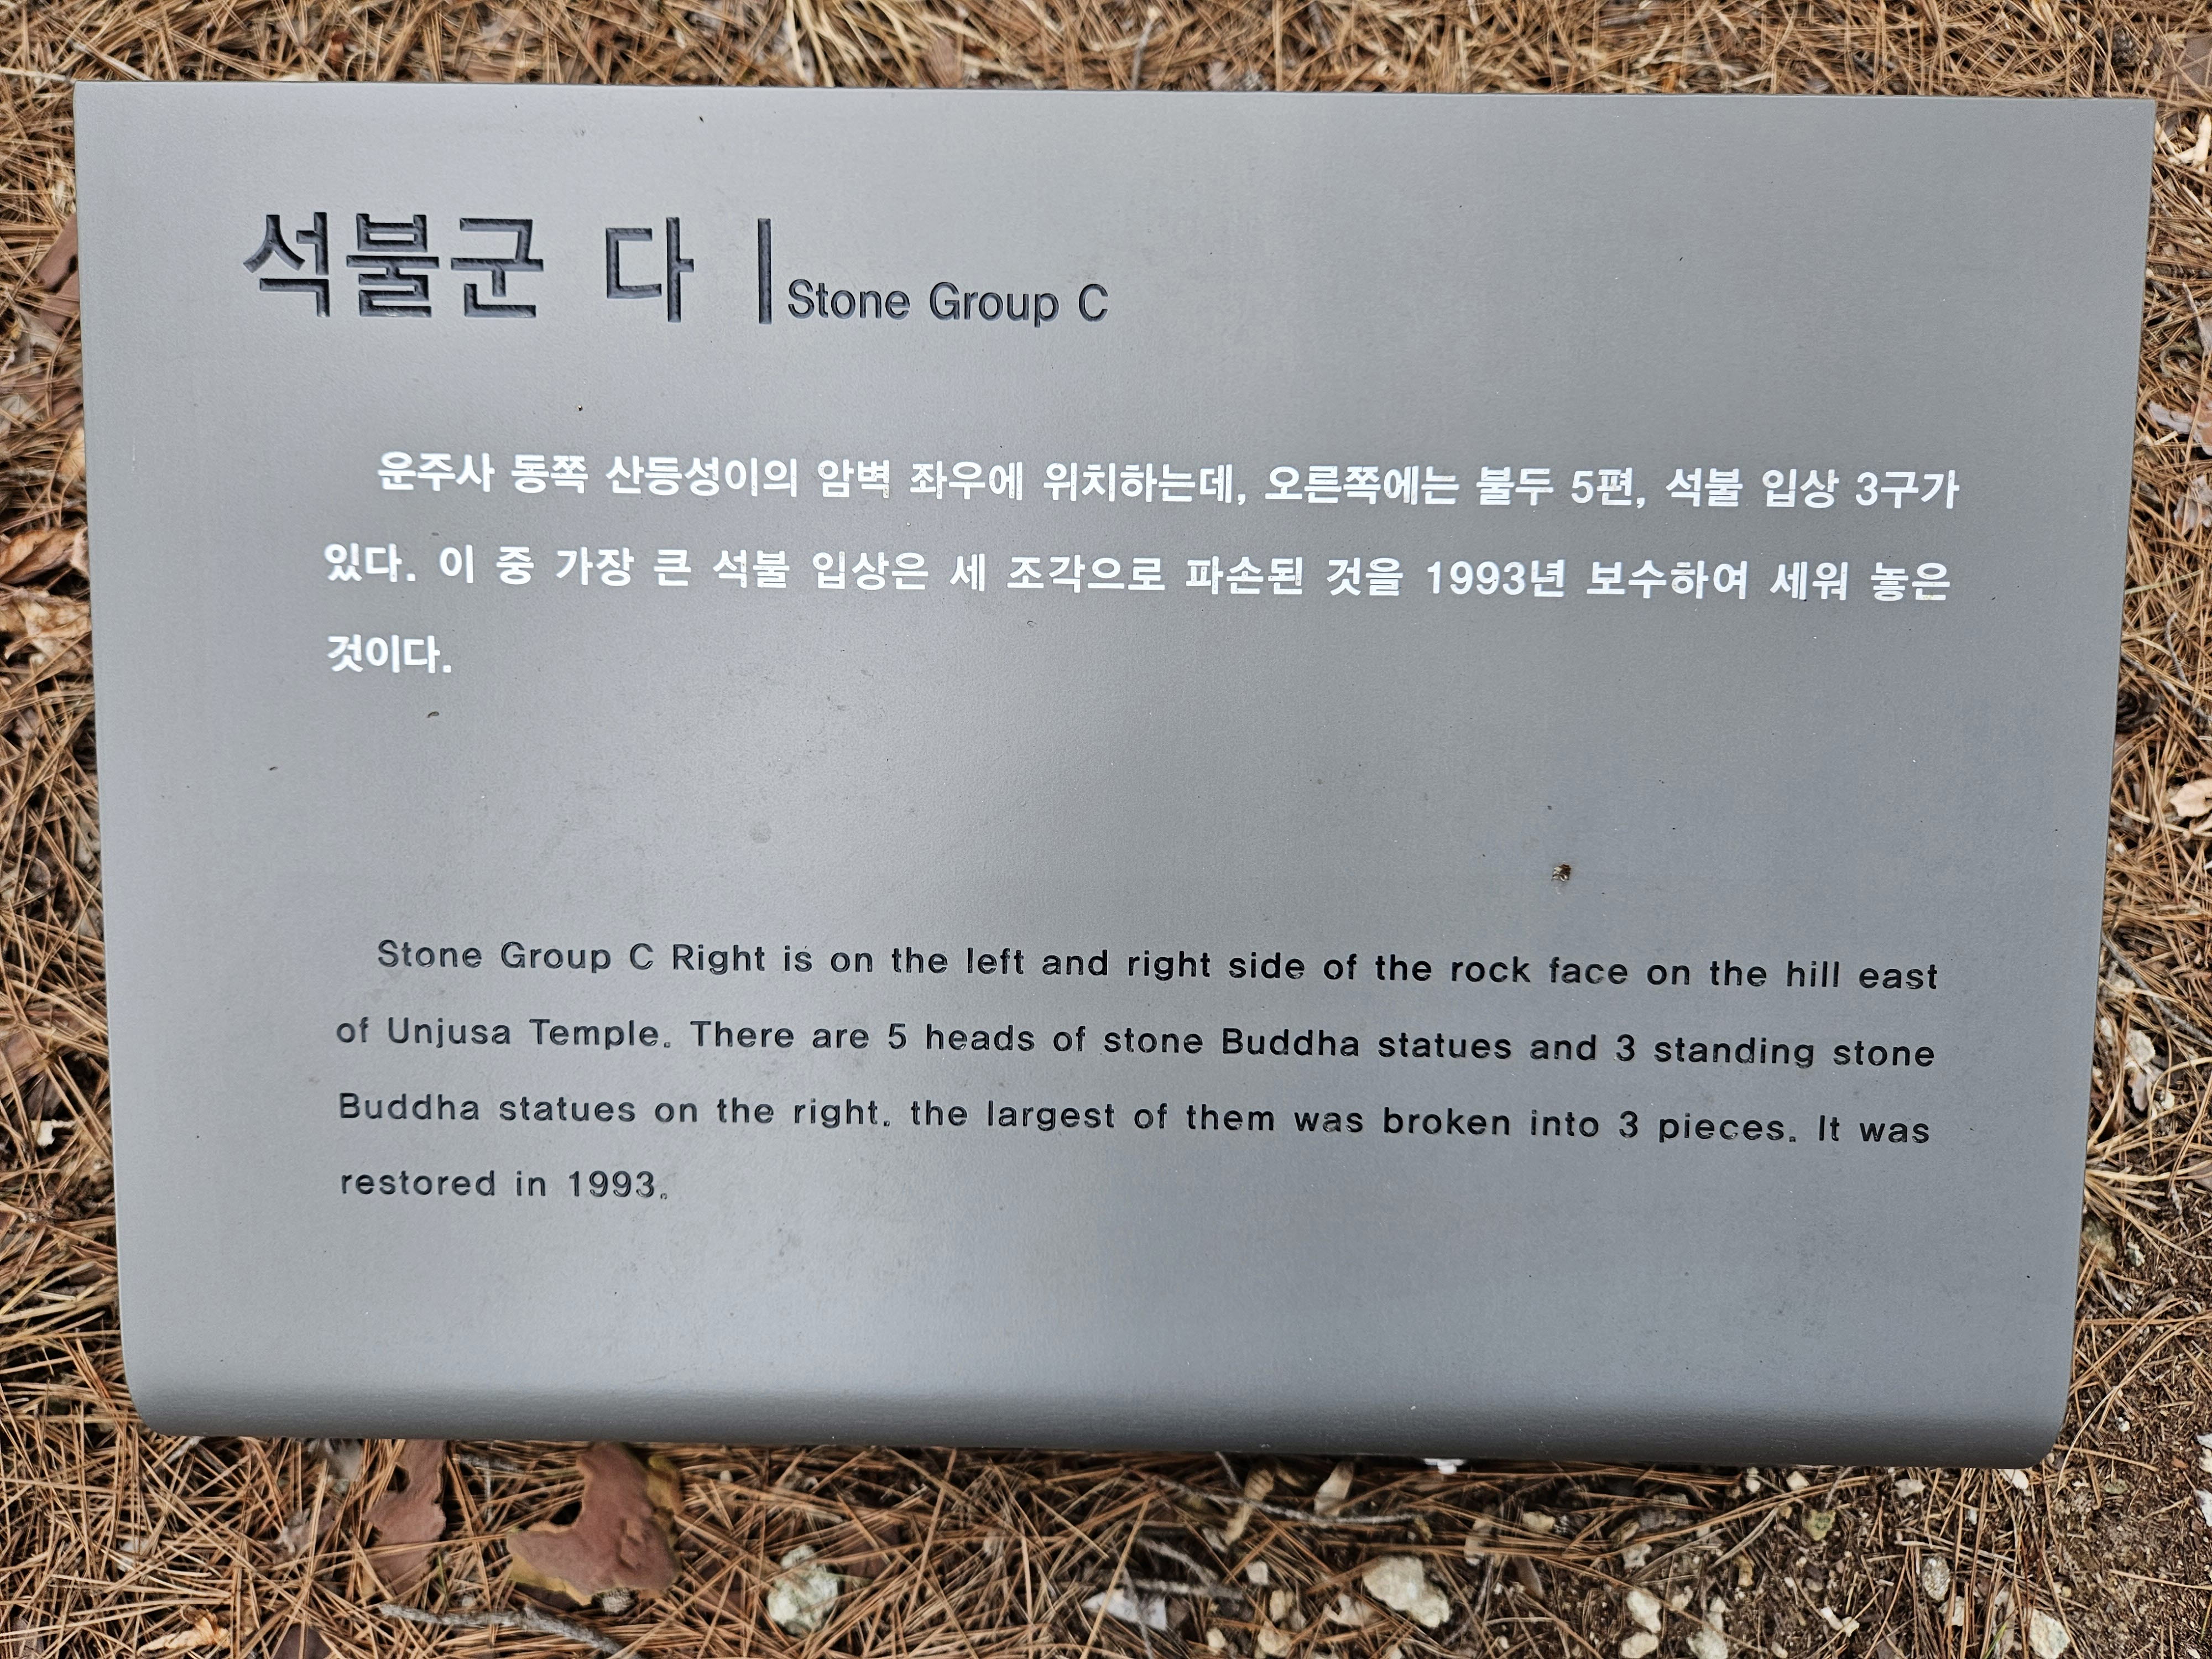 석불군 다 | Stone Group C
운주사 동쪽 산등성이의 암벽 좌우에 위치하는데, 오른쪽에는 불두 5편, 석불 입상 3구가
있다. 이 중 가장 큰 석불 입상은 세 조각으로 파손된 것을 1993년 보수하여 세워 놓은
것이다.
Stone Group C Right is on the left and right side of the rock face on the hill east
of Unjusa Temple. There are 5 heads of stone Buddha statues and 3 standing stone
Buddha statues on the right. the largest of them was broken into 3 pieces. It was
restored in 1993.